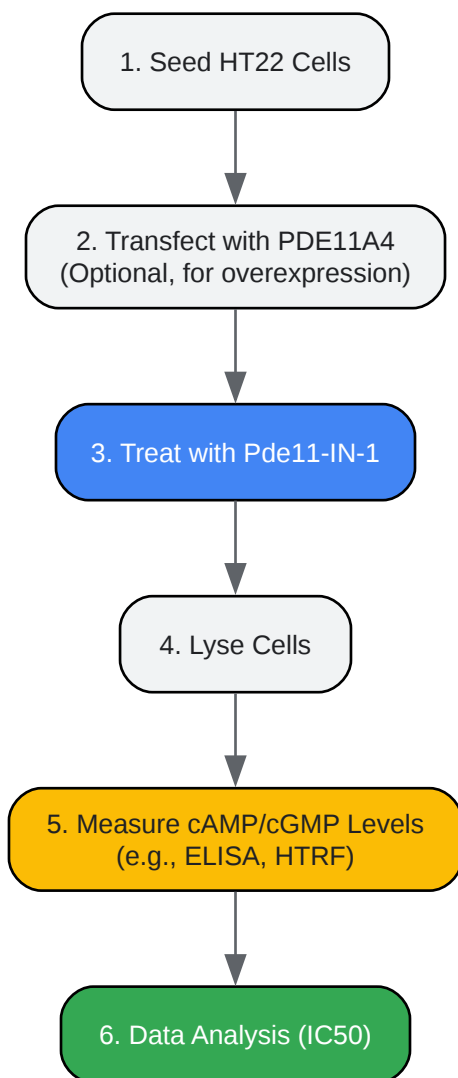 1. Seed HT22 Cells
2. Transfect with PDE11A4
(Optional, for overexpression)
3. Treat with Pde11-IN-1
4. Lyse Cells
5. Measure cAMP/cGMP Levels
(e.g., ELISA, HTRF)
6. Data Analysis (IC50)